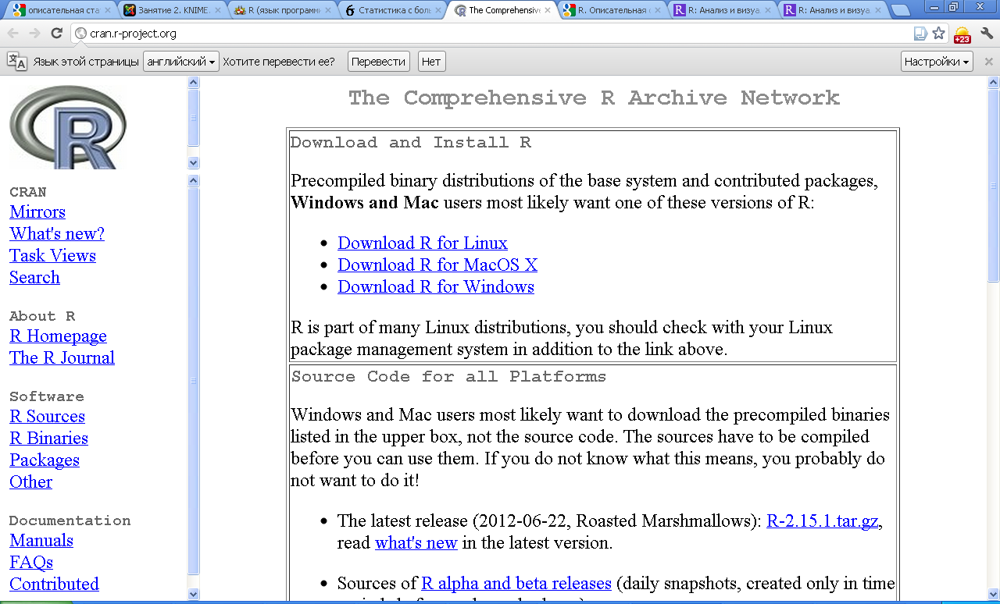 описательная ста
Занятие 2. KNIME.
R (язык программи
Статистика с боль
The Comprehensive
R. Описательная с
R: Анализ и визуа
R: Анализ и визуа
cran.r-project.org
+23
Язык этой страницы английский Хотите перевести ее? Перевести Нет Настройки
R
CRAN
Mirrors
What's new?
Task Views
Search
About R
R Homepage
The R Journal
Software
R Sources
R Binaries
Packages
Other
Documentation
Manuals
FAQs
Contributed
The Comprehensive R Archive Network
Download and Install R
Precompiled binary distributions of the base system and contributed packages,
Windows and Mac users most likely want one of these versions of R:
• Download R for Linux
• Download R for MacOS X
• Download R for Windows
R is part of many Linux distributions, you should check with your Linux
package management system in addition to the link above.
Source Code for all Platforms
Windows and Mac users most likely want to download the precompiled binaries
listed in the upper box, not the source code. The sources have to be compiled
before you can use them. If you do not know what this means, you probably do
not want to do it!
• The latest release (2012-06-22, Roasted Marshmallows): R-2.15.1.tar.gz,
read what's new in the latest version.
• Sources of R alpha and beta releases (daily snapshots, created only in time